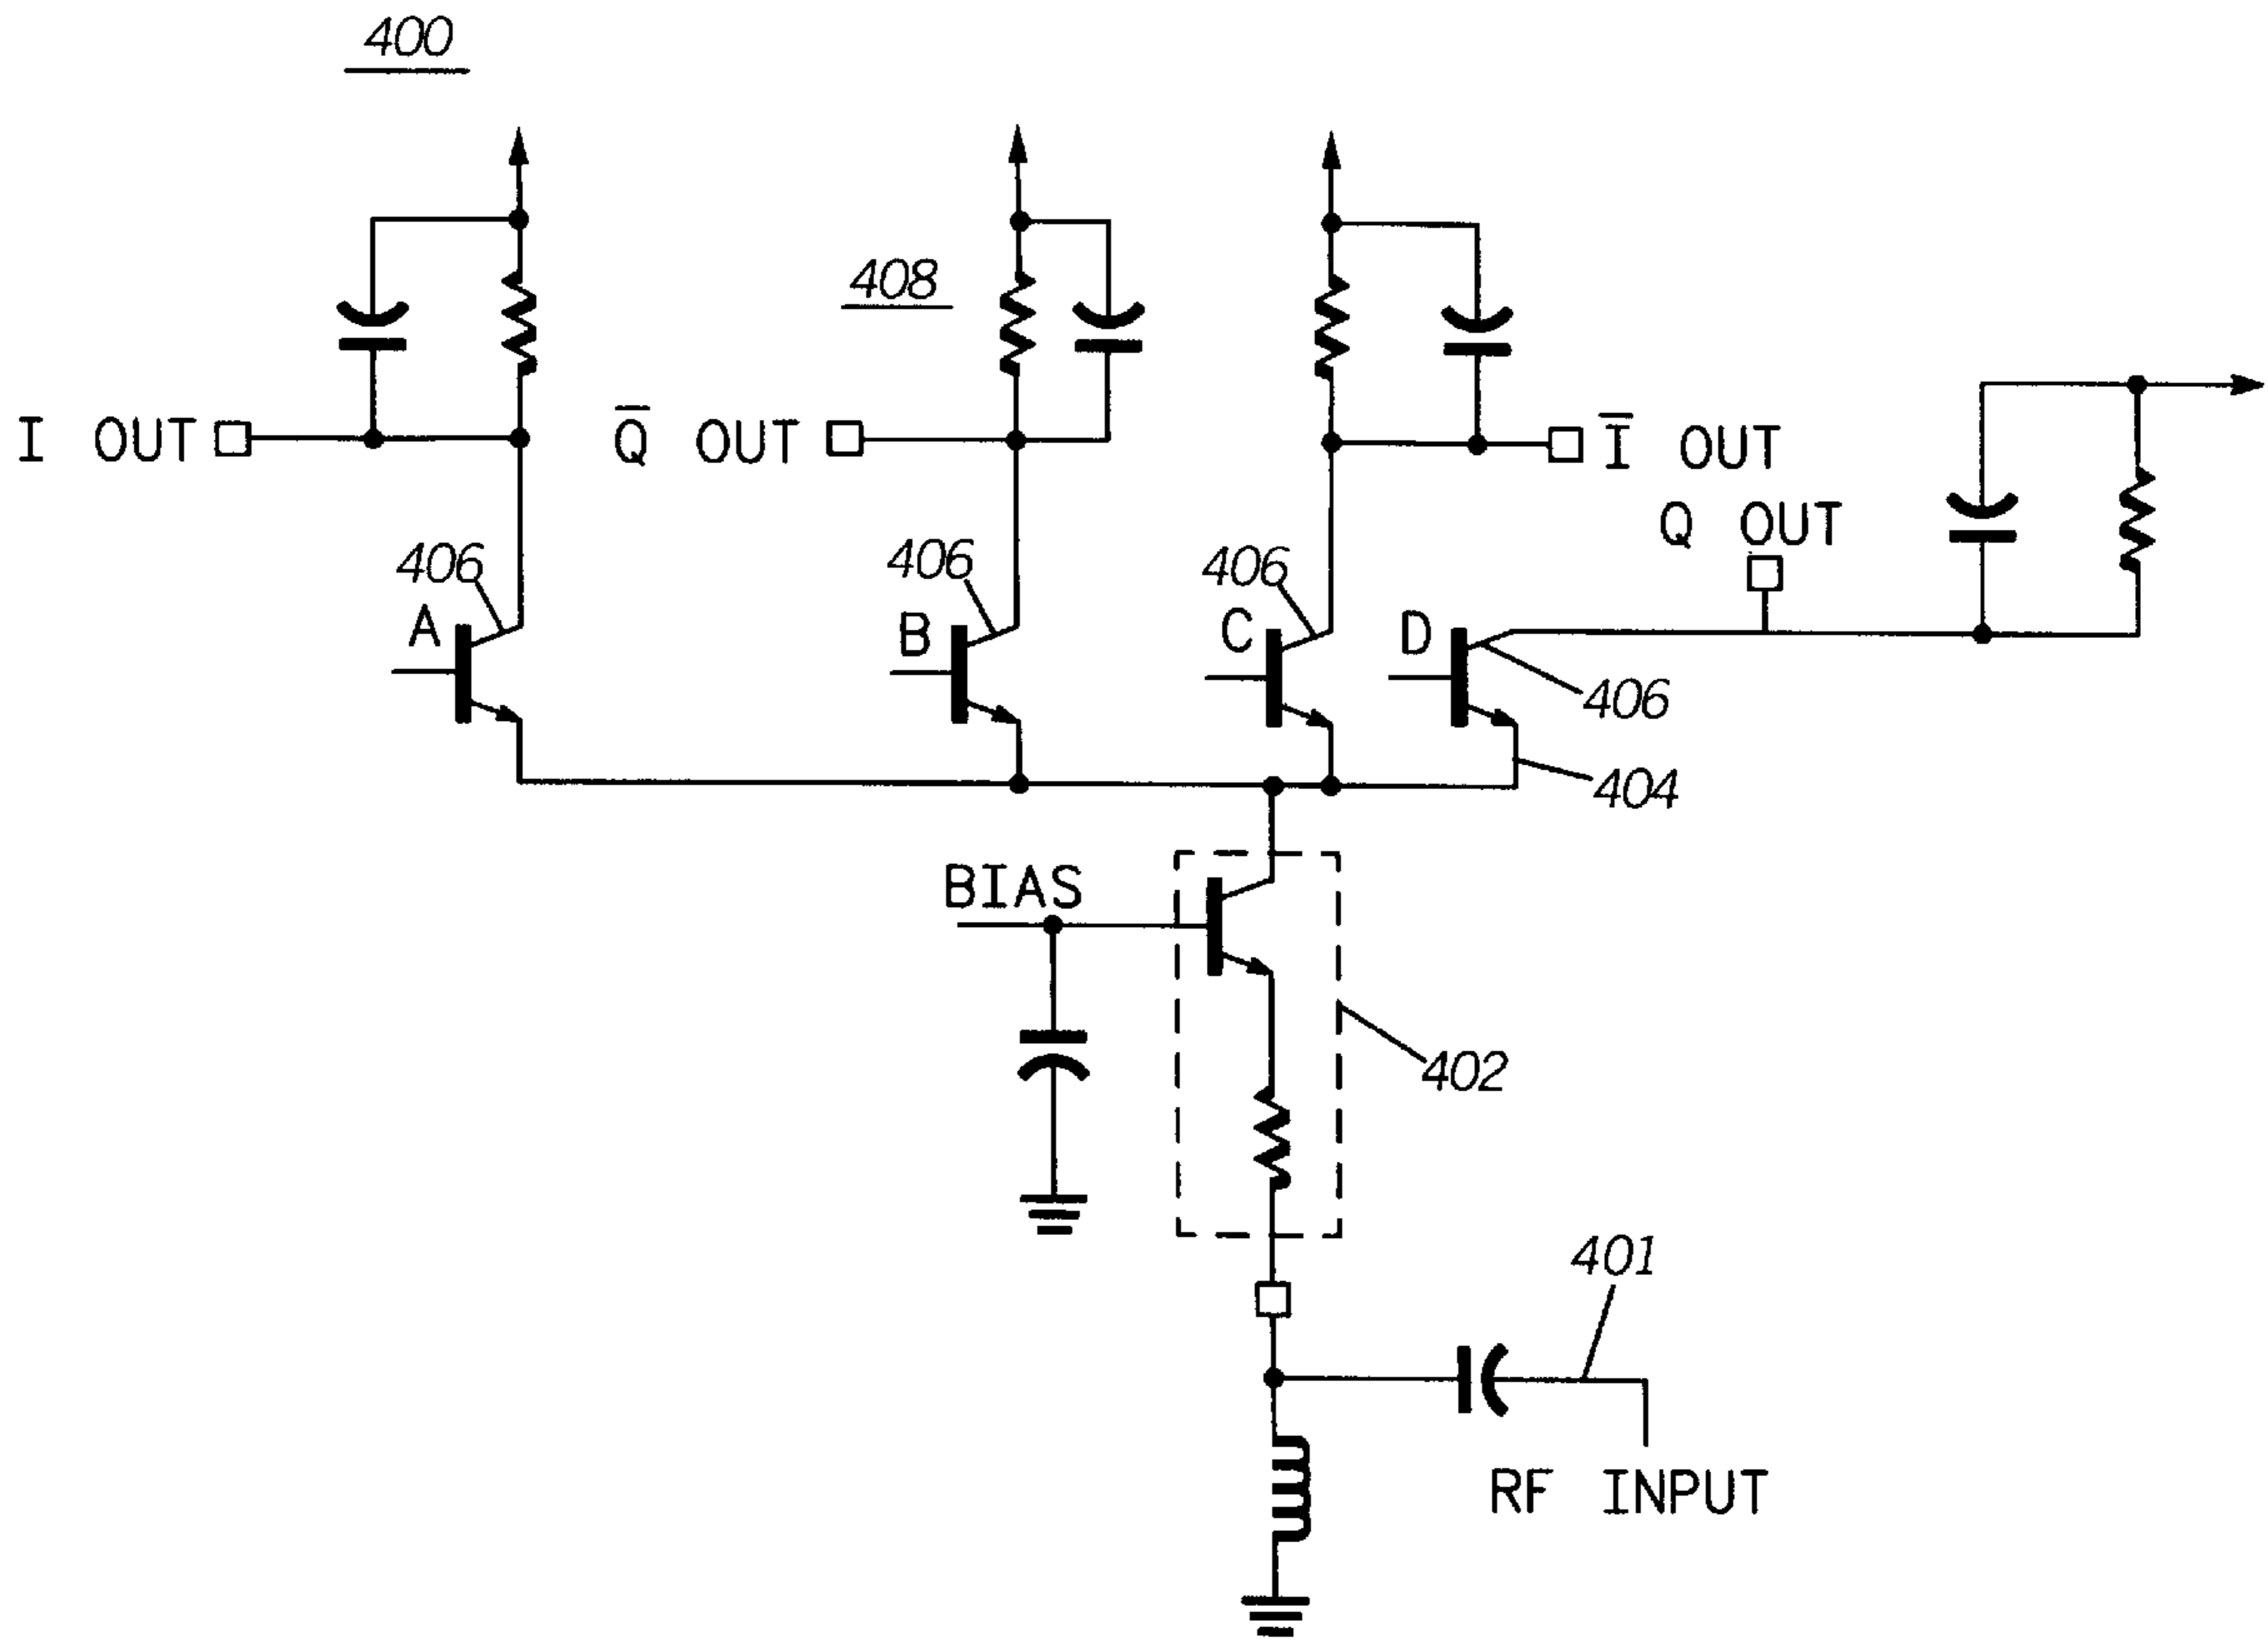 400
408
I OUT
Q̅ OUT
I̅ OUT
Q OUT
406
406
406
A
B
C
D
406
404
BIAS
402
401
RF INPUT